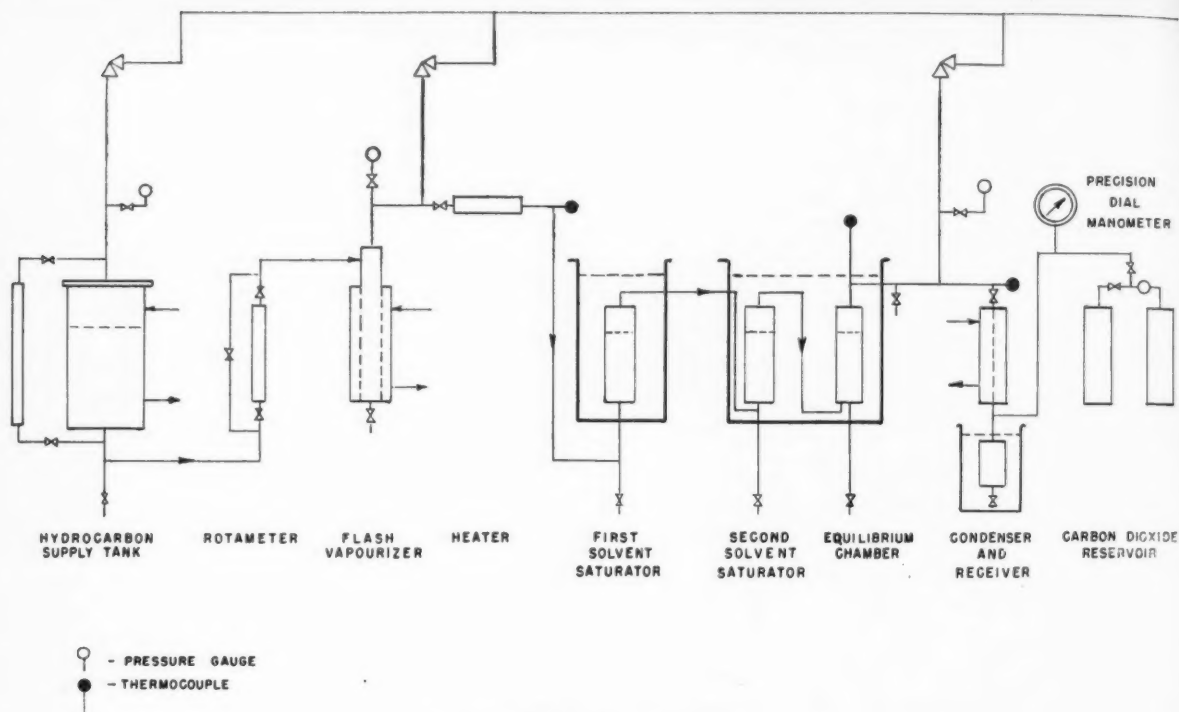 PRECISION
DIAL
MANOMETER
HYDROCARBON
SUPPLY TANK
ROTAMETER
FLASH
VAPOURIZER
HEATER
FIRST
SOLVENT
SATURATOR
SECOND
SOLVENT
SATURATOR
EQUILIBRIUM
CHAMBER
CONDENSER
AND
RECEIVER
CARBON DIOXIDE
RESERVOIR
- PRESSURE GAUGE
- THERMOCOUPLE